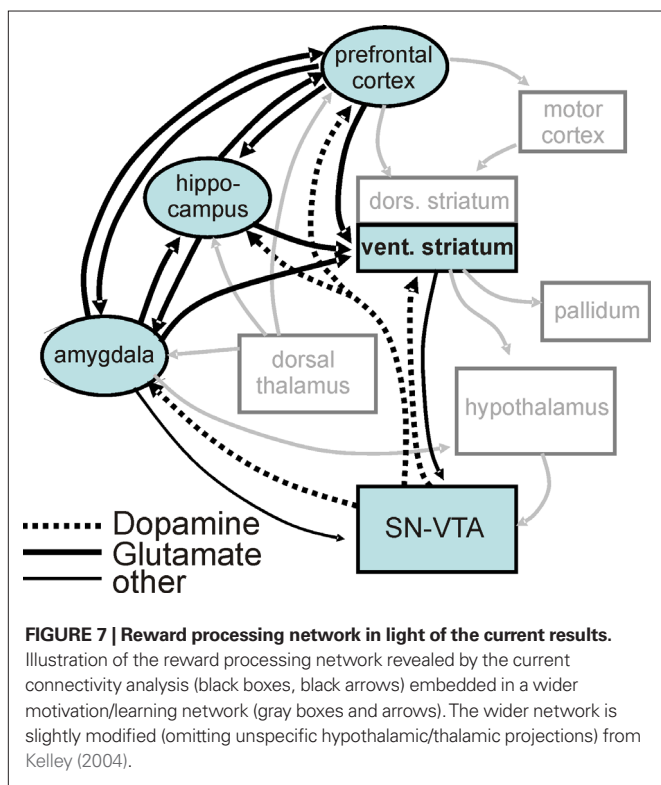 prefrontal
cortex
motor
cortex
hippo-
campus
dors. striatum
vent. striatum
pallidum
amygdala
dorsal
thalamus
hypothalamus
SN-VTA
Dopamine
Glutamate
other
FIGURE 7 | Reward processing network in light of the current results.
Illustration of the reward processing network revealed by the current
connectivity analysis (black boxes, black arrows) embedded in a wider
motivation/learning network (gray boxes and arrows). The wider network is
slightly modified (omitting unspecific hypothalamic/thalamic projections) from
Kelley (2004).